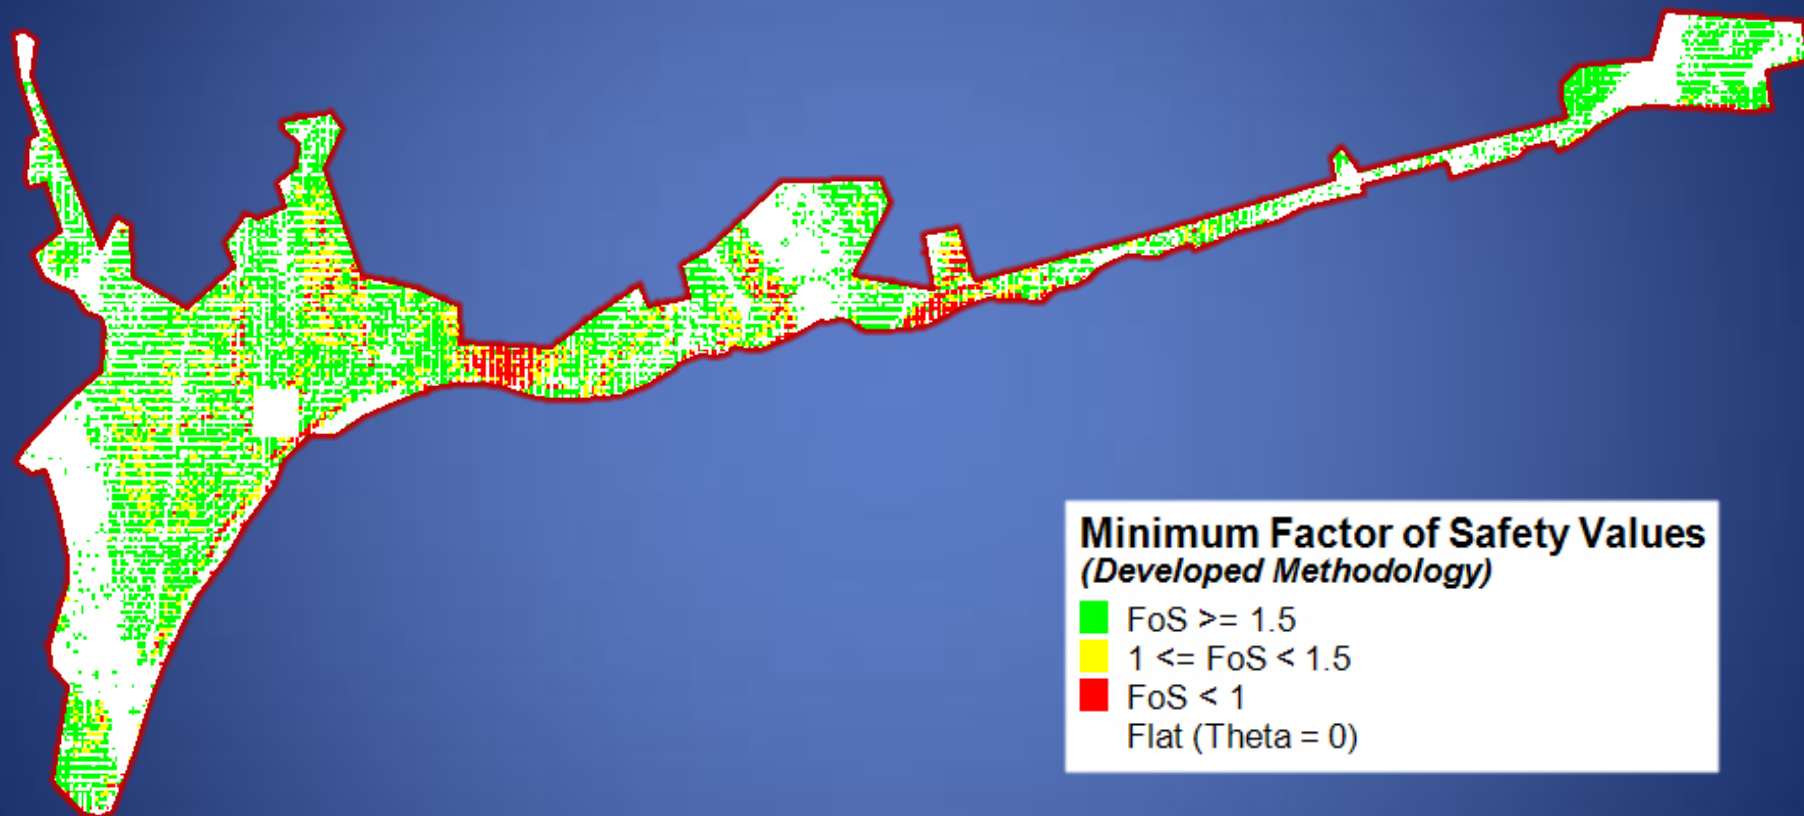 Minimum Factor of Safety Values
(Developed Methodology)
FoS >= 1.5
1 <= FoS < 1.5
FoS < 1
Flat (Theta = 0)